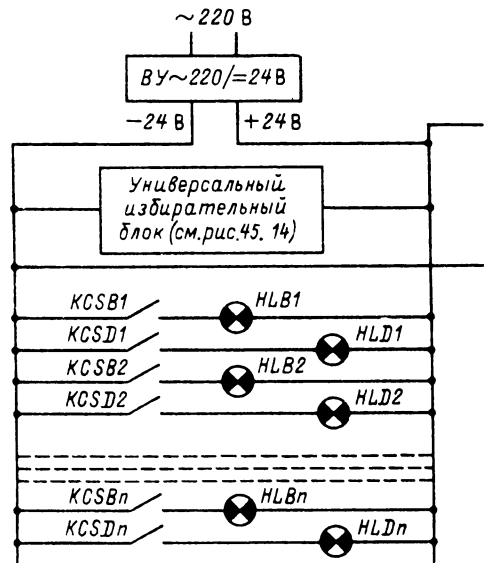 ~220 В
ВУ~220/=24В
−24 В +24В
Универсальный
избирательный
блок (см.рис.45. 14)
KCSB1 HLB1
KCSD1 HLD1
KCSB2 HLB2
KCSD2 HLD2
KCSBn HLBn
KCSDn HLDn